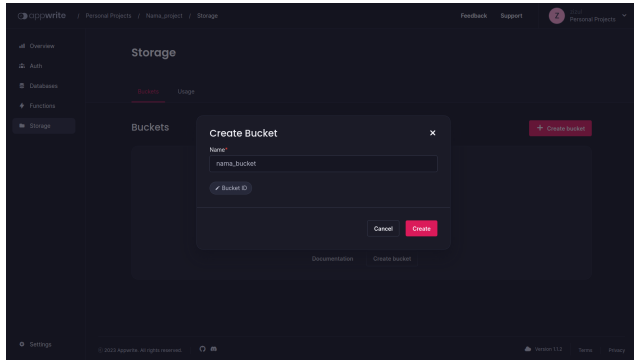 appwrite / Personal Projects / Nama_project / Storage
Feedback Support Z Personal Projects
Overview
Auth
Databases
Functions
Storage
Storage
Buckets Usage
Buckets
+ Create bucket
Create Bucket
Name*
nama_bucket
Bucket ID
Cancel Create
Documentation Create bucket
Settings
© 2023 Appwrite. All rights reserved.
Version 1.1.2 Terms Privacy